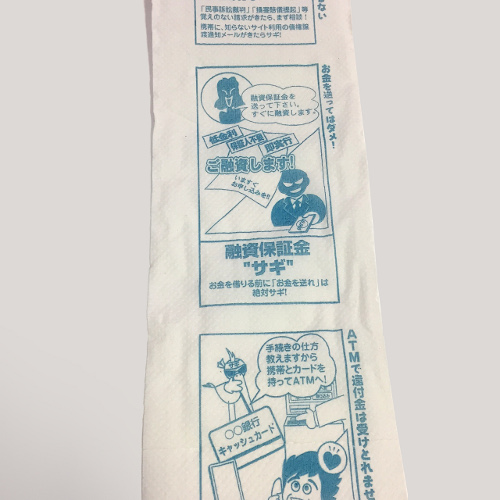 ない
「民事訴訟裁判」「損害賠償提起」等
覚えのない請求がきたら、まず相談!
携帯に、知らないサイト利用の債権譲
渡通知メールがきたらサギ!
お金を送ってはダメ!
融資保証金を
送って下さい。
すぐに融資します。
低金利
保証人不要
即実行
ご融資します!
いますぐ
お申し込みを!!
融資保証金
"サギ"
お金を借りる前に「お金を送れ」は
絶対サギ!
ATMで還付金は受けとれませ
手続きの仕方
教えますから
携帯とカードを
持ってATMへ!
〇〇銀行
キャッシュカード